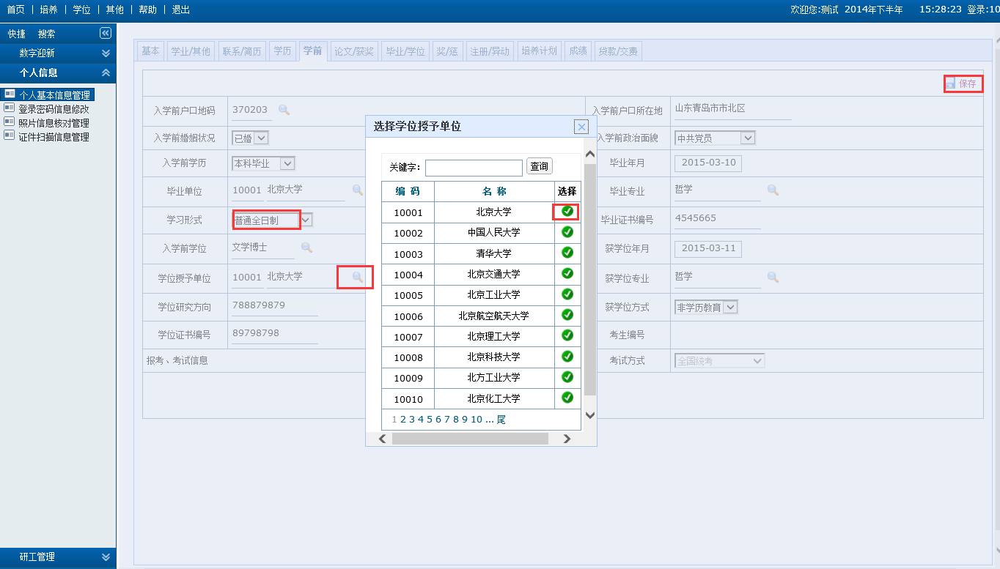 首页 | 培养 | 学位 | 其他 | 帮助 | 退出 欢迎您:测试 2014年下半年 15:28:23 登录:10
快捷 搜索
数字迎新
个人信息
个人基本信息管理
登录密码信息修改
照片信息核对管理
证件扫描信息管理
研工管理
基本 学业/其他 联系/简历 学历 学前 论文/获奖 毕业/学位 奖/惩 注册/异动 培养计划 成绩 贷款/交费
保存
入学前户口地码 370203 入学前户口所在地 山东青岛市市北区
入学前婚姻状况 已婚 入学前政治面貌 中共党员
入学前学历 本科毕业 毕业年月 2015-03-10
毕业单位 10001 北京大学 毕业专业 哲学
学习形式 普通全日制 毕业证书编号 4545665
入学前学位 文学博士 获学位年月 2015-03-11
学位授予单位 10001 北京大学 获学位专业 哲学
学位研究方向 788879879 获学位方式 非学历教育
学位证书编号 89798798 考生编号
报考、考试信息 考试方式 全国统考
选择学位授予单位
关键字: 查询
编 码 名 称 选择
10001 北京大学
10002 中国人民大学
10003 清华大学
10004 北京交通大学
10005 北京工业大学
10006 北京航空航天大学
10007 北京理工大学
10008 北京科技大学
10009 北方工业大学
10010 北京化工大学
1 2 3 4 5 6 7 8 9 10 ... 尾